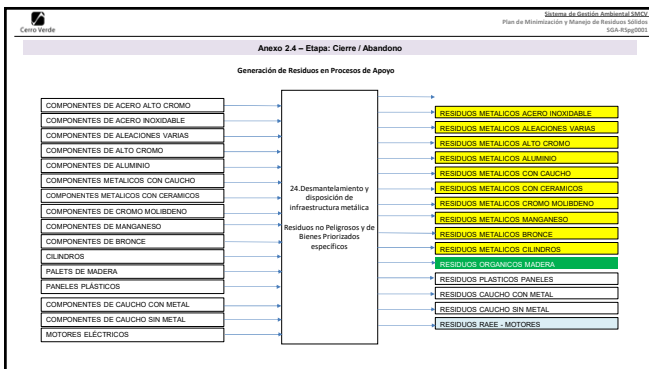 Cerro Verde
Sistema de Gestión Ambiental SMCV
Plan de Minimización y Manejo de Residuos Sólidos
SGA-RSpg0001
Anexo 2.4 – Etapa: Cierre / Abandono
Generación de Residuos en Procesos de Apoyo
COMPONENTES DE ACERO ALTO CROMO
COMPONENTES DE ACERO INOXIDABLE
COMPONENTES DE ALEACIONES VARIAS
COMPONENTES DE ALTO CROMO
COMPONENTES DE ALUMINIO
COMPONENTES METALICOS CON CAUCHO
COMPONENTES METALICOS CON CERAMICOS
COMPONENTES DE CROMO MOLIBDENO
COMPONENTES DE MANGANESO
COMPONENTES DE BRONCE
CILINDROS
PALETS DE MADERA
PANELES PLÁSTICOS
COMPONENTES DE CAUCHO CON METAL
COMPONENTES DE CAUCHO SIN METAL
MOTORES ELÉCTRICOS
24.Desmantelamiento y
disposición de
infraestructura metálica
Residuos no Peligrosos y de
Bienes Priorizados
específicos
RESIDUOS METALICOS ACERO INOXIDABLE
RESIDUOS METALICOS ALEACIONES VARIAS
RESIDUOS METALICOS ALTO CROMO
RESIDUOS METALICOS ALUMINIO
RESIDUOS METALICOS CON CAUCHO
RESIDUOS METALICOS CON CERAMICOS
RESIDUOS METALICOS CROMO MOLIBDENO
RESIDUOS METALICOS MANGANESO
RESIDUOS METALICOS BRONCE
RESIDUOS METALICOS CILINDROS
RESIDUOS ORGANICOS MADERA
RESIDUOS PLASTICOS PANELES
RESIDUOS CAUCHO CON METAL
RESIDUOS CAUCHO SIN METAL
RESIDUOS RAEE - MOTORES